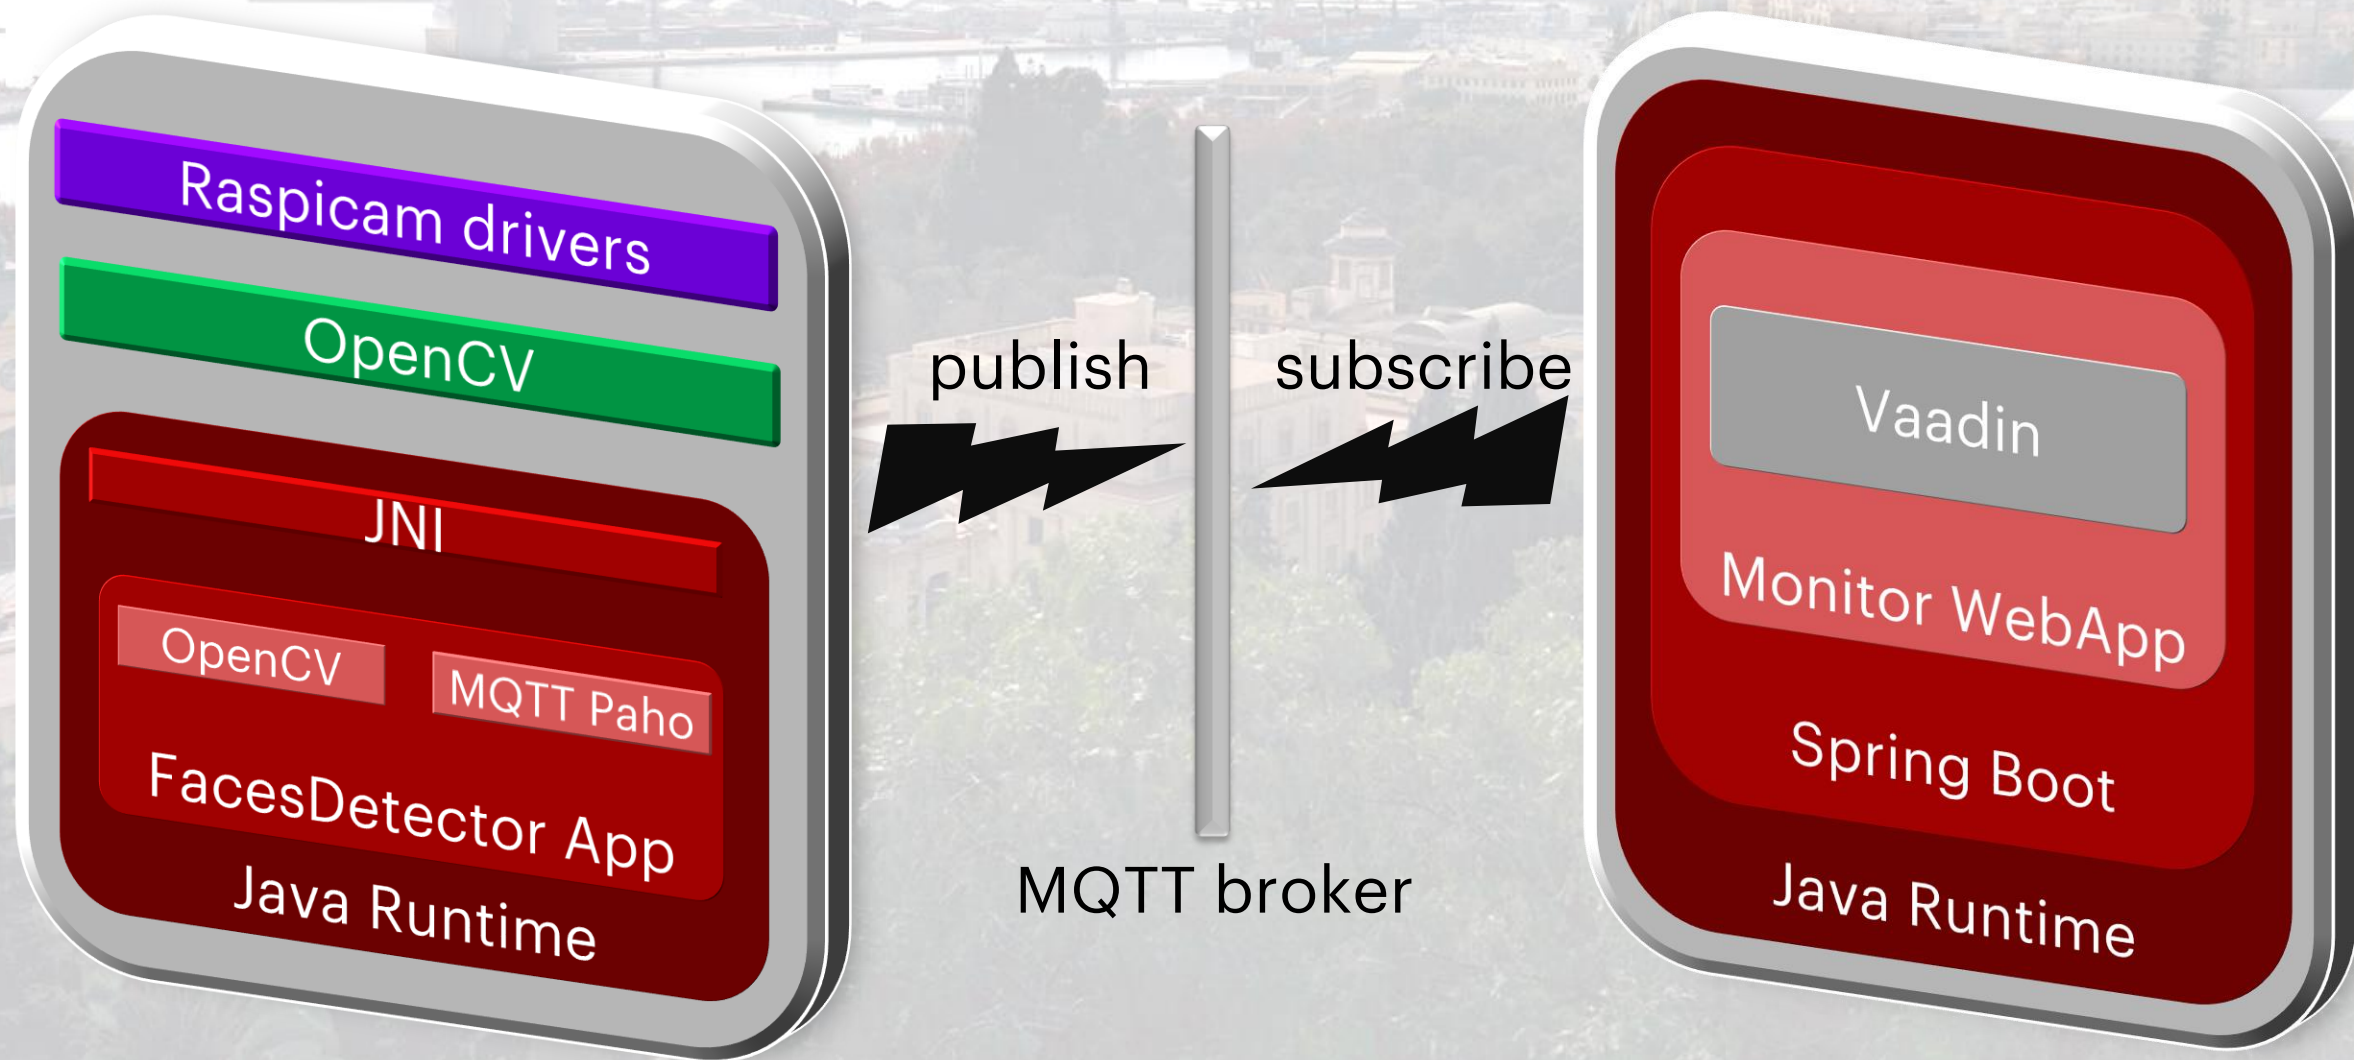 Raspicam drivers
OpenCV
JNI
OpenCV
MQTT Paho
FacesDetector App
Java Runtime
publish
subscribe
MQTT broker
Vaadin
Monitor WebApp
Spring Boot
Java Runtime